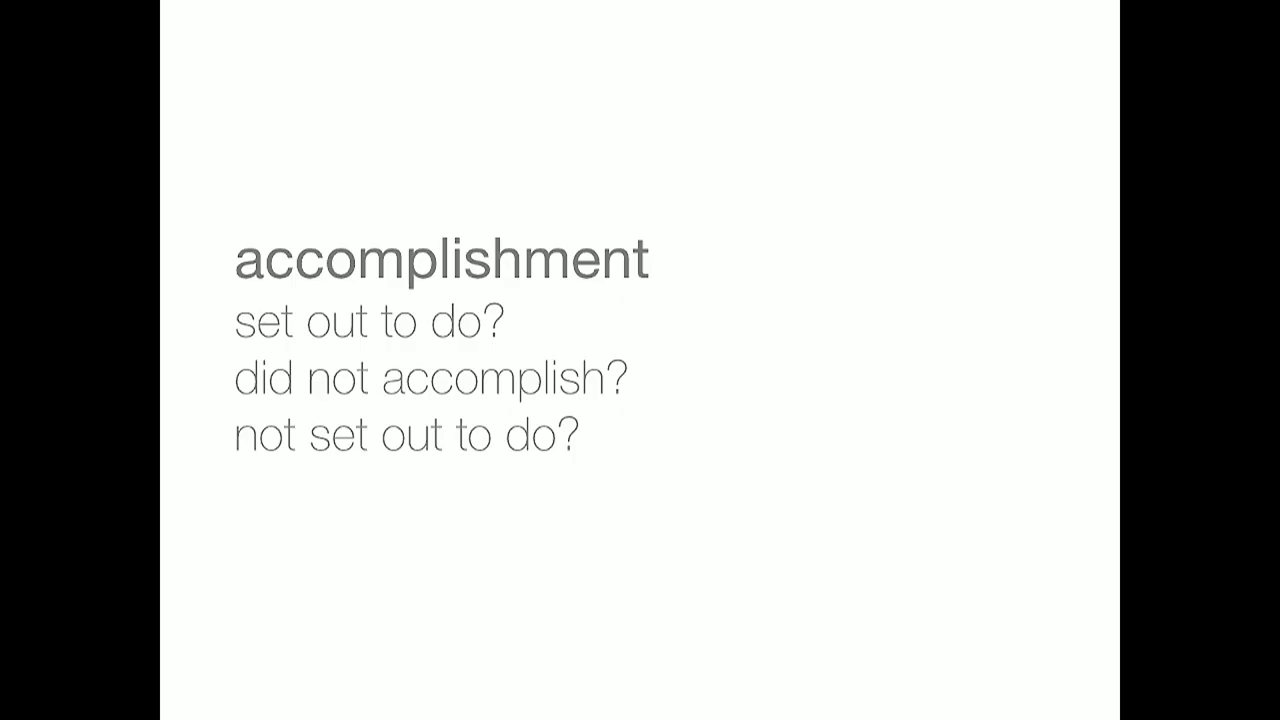 accomplishment
set out to do?
did not accomplish?
not set out to do?